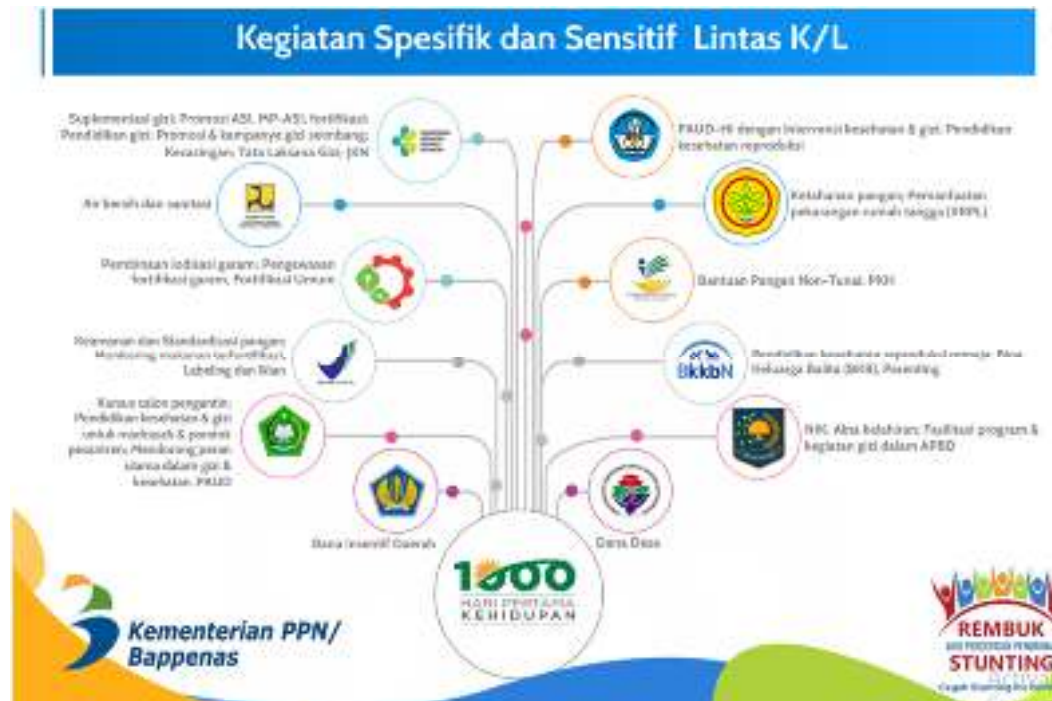 Kegiatan Spesifik dan Sensitif Lintas K/L
Suplementasi gizi; Promosi ASI, MP-ASI, fortifikasi;
Pendidikan gizi; Promosi & kampanye gizi seimbang;
Kecacingan; Tata Laksana Gizi; JKN
PAUD-HI dengan intervensi kesehatan & gizi; Pendidikan
kesehatan reproduksi
Air bersih dan sanitasi
Ketahanan pangan; Pemanfaatan
pekarangan rumah tangga (KRPL)
Pembinaan iodisasi garam; Pengawasan
fortifikasi garam, Fortifikasi Umum
Bantuan Pangan Non-Tunai, PKH
Keamanan dan Standardisasi pangan;
Monitoring makanan terfortifikasi,
Labeling dan Iklan
BkkbN
Pendidikan kesehatan reproduksi remaja, Bina
Keluarga Balita (BKB), Parenting
Kursus calon pengantin;
Pendidikan kesehatan & gizi
untuk madrasah & pondok
pesantren; Mendorong peran
ulama dalam gizi &
kesehatan, PAUD
NIK, Akta kelahiran; Fasilitasi program &
kegiatan gizi dalam APBD
Dana Insentif Daerah
Dana Desa
1000
HARI PERTAMA
KEHIDUPAN
Kementerian PPN/
Bappenas
REMBUK
STUNTING